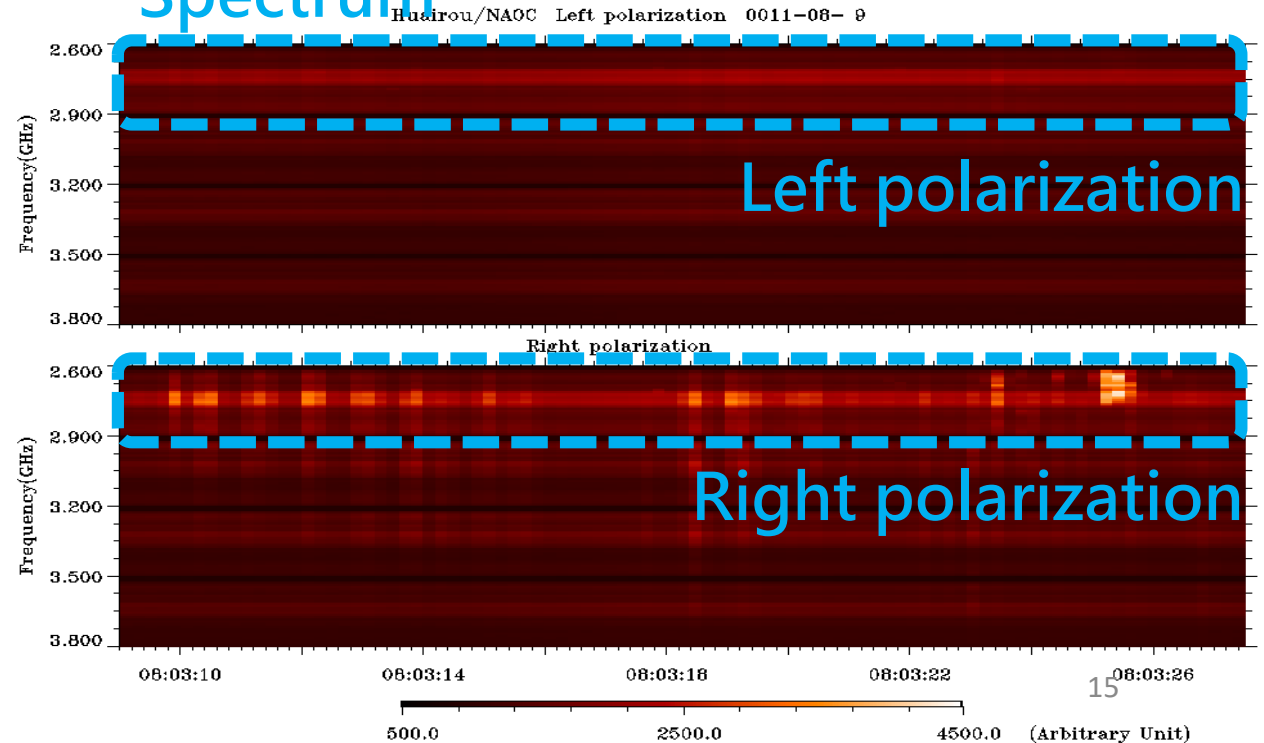 Spectrum
Huairou/NAOC Left polarization 0011-08- 9
2.600
2.900
3.200
3.500
3.800
Frequency(GHz)
Left polarization
Right polarization
2.600
2.900
3.200
3.500
3.800
Frequency(GHz)
Right polarization
08:03:10 08:03:14 08:03:18 08:03:22 08:03:26
15
500.0 2500.0 4500.0 (Arbitrary Unit)